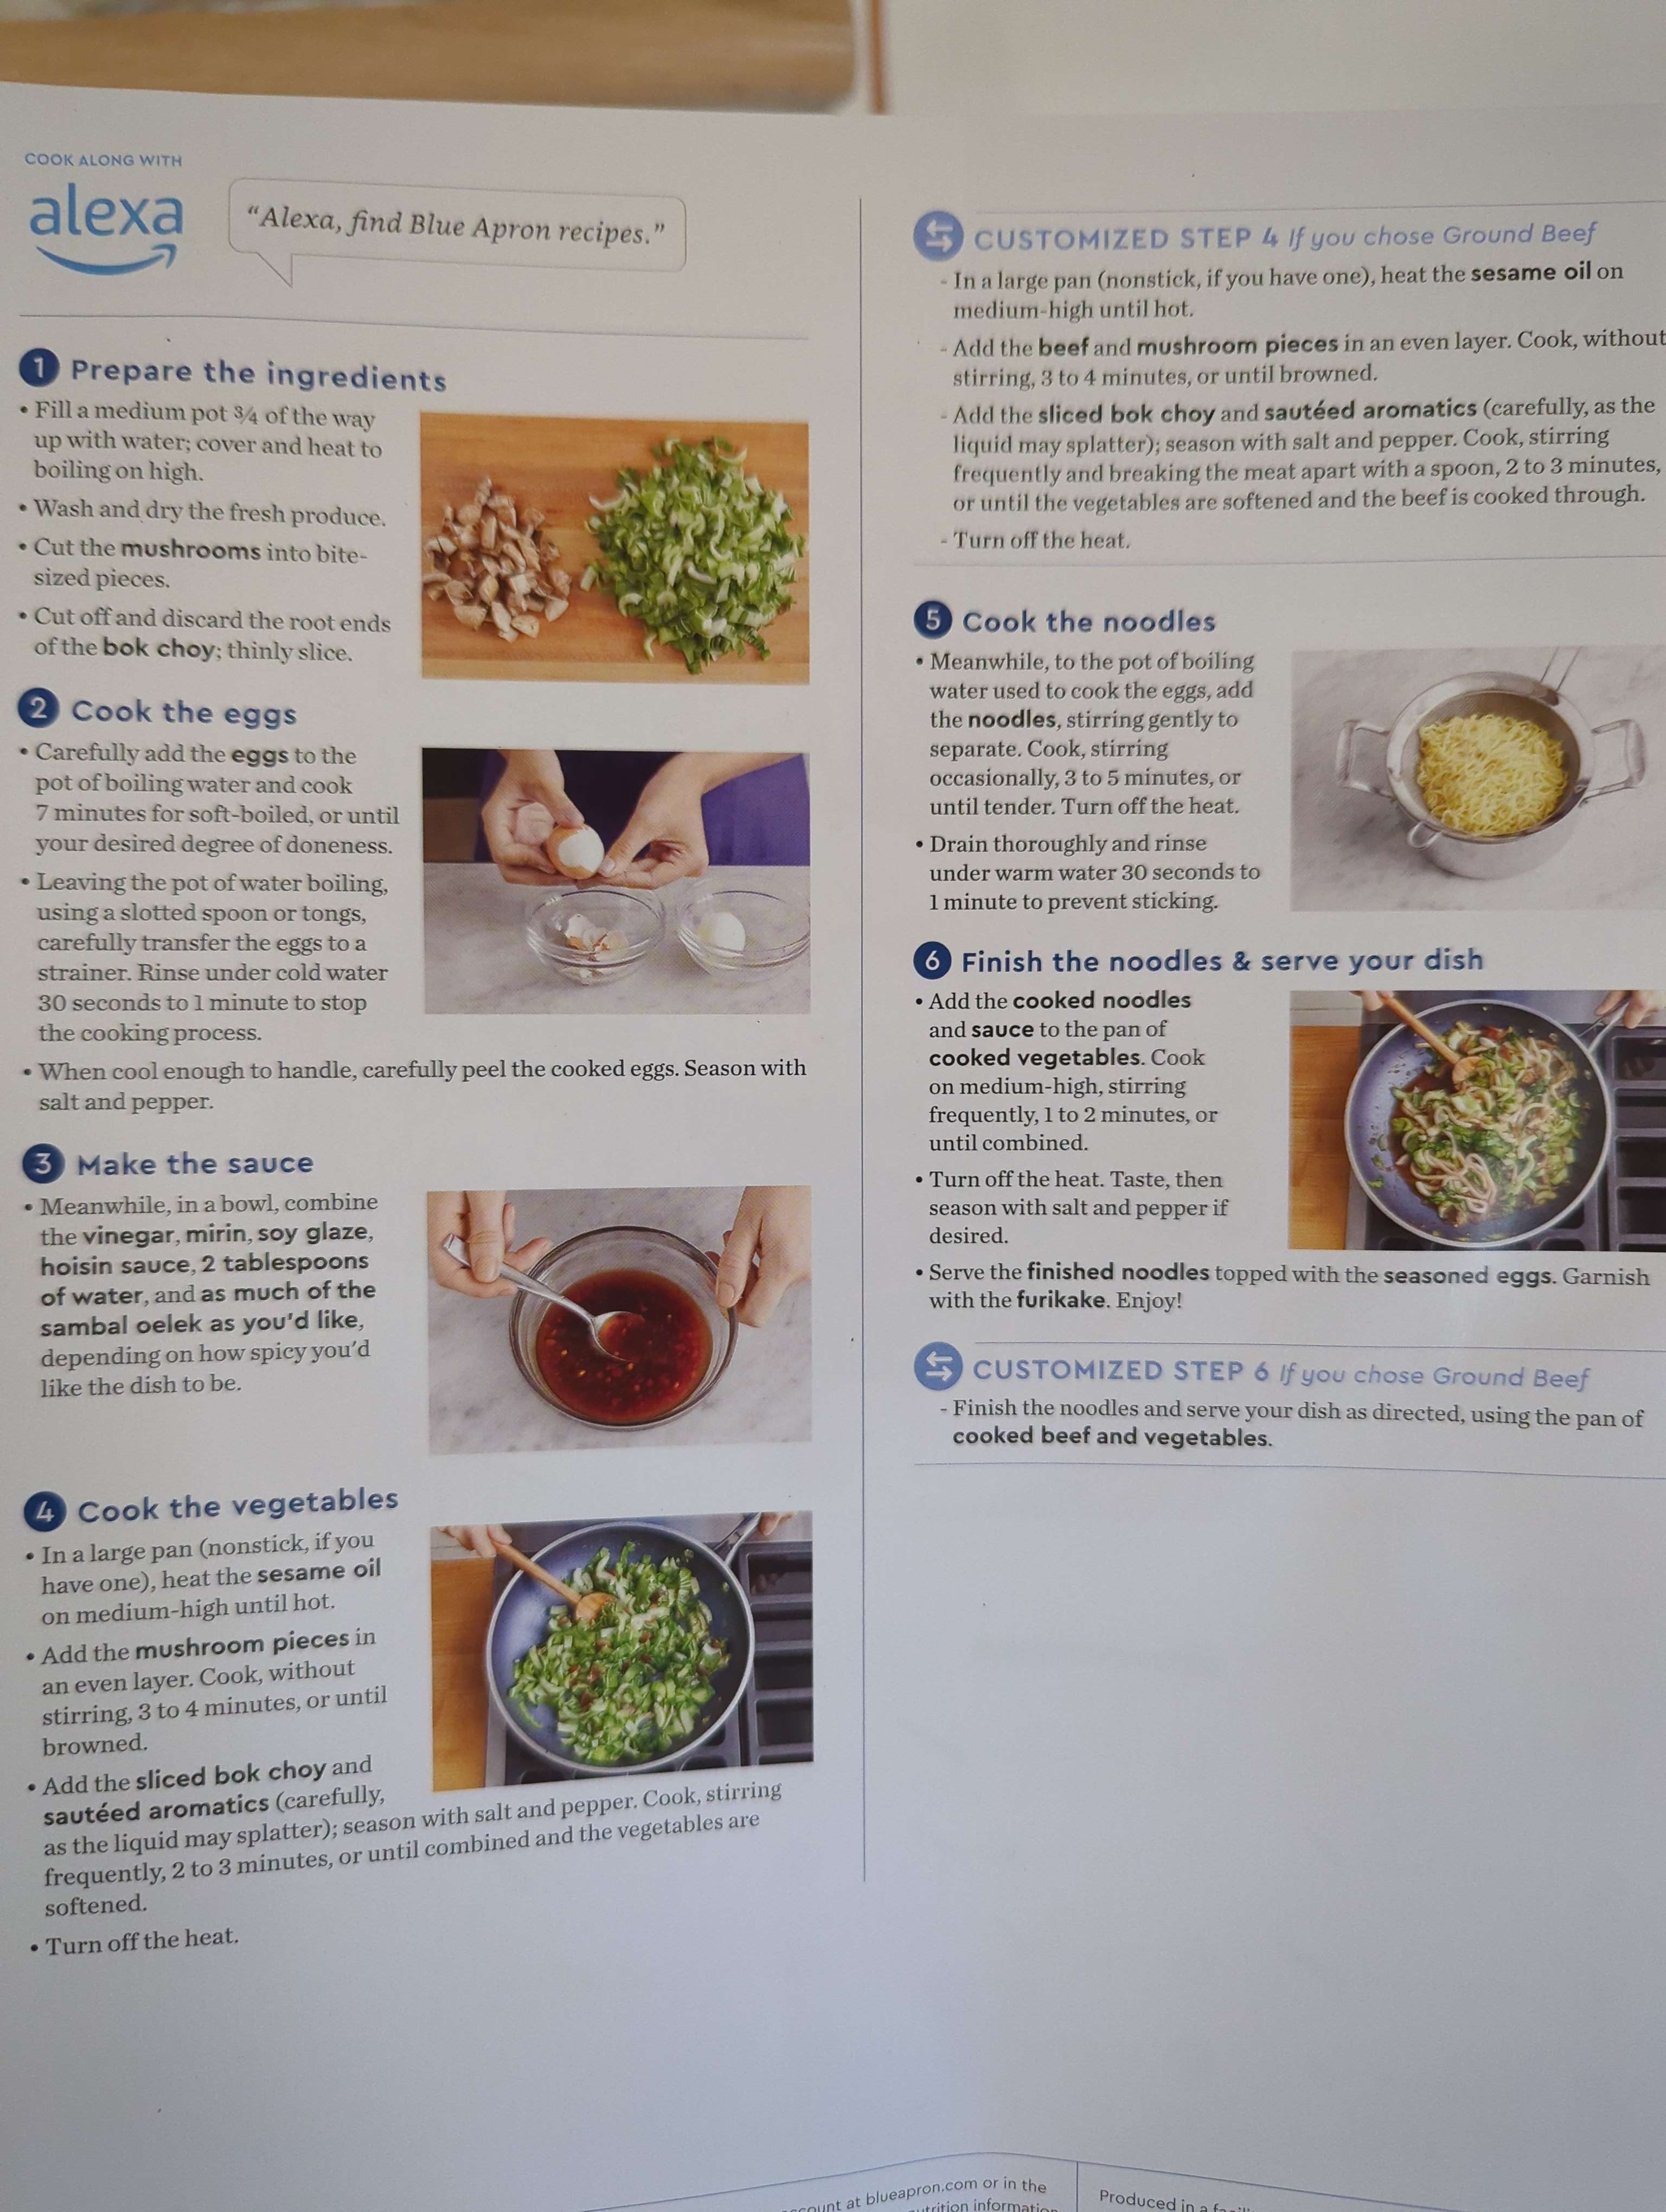 COOK ALONG WITH
alexa
“Alexa, find Blue Apron recipes.”
1 Prepare the ingredients
• Fill a medium pot ¾ of the way
up with water; cover and heat to
boiling on high.
• Wash and dry the fresh produce.
• Cut the mushrooms into bite-
sized pieces.
• Cut off and discard the root ends
of the bok choy; thinly slice.
2 Cook the eggs
• Carefully add the eggs to the
pot of boiling water and cook
7 minutes for soft-boiled, or until
your desired degree of doneness.
• Leaving the pot of water boiling,
using a slotted spoon or tongs,
carefully transfer the eggs to a
strainer. Rinse under cold water
30 seconds to 1 minute to stop
the cooking process.
• When cool enough to handle, carefully peel the cooked eggs. Season with
salt and pepper.
3 Make the sauce
• Meanwhile, in a bowl, combine
the vinegar, mirin, soy glaze,
hoisin sauce, 2 tablespoons
of water, and as much of the
sambal oelek as you'd like,
depending on how spicy you'd
like the dish to be.
4 Cook the vegetables
• In a large pan (nonstick, if you
have one), heat the sesame oil
on medium-high until hot.
• Add the mushroom pieces in
an even layer. Cook, without
stirring, 3 to 4 minutes, or until
browned.
• Add the sliced bok choy and
sautéed aromatics (carefully,
as the liquid may splatter); season with salt and pepper. Cook, stirring
frequently, 2 to 3 minutes, or until combined and the vegetables are
softened.
• Turn off the heat.
CUSTOMIZED STEP 4 If you chose Ground Beef
- In a large pan (nonstick, if you have one), heat the sesame oil on
medium-high until hot.
- Add the beef and mushroom pieces in an even layer. Cook, without
stirring, 3 to 4 minutes, or until browned.
- Add the sliced bok choy and sautéed aromatics (carefully, as the
liquid may splatter); season with salt and pepper. Cook, stirring
frequently and breaking the meat apart with a spoon, 2 to 3 minutes,
or until the vegetables are softened and the beef is cooked through.
- Turn off the heat.
5 Cook the noodles
• Meanwhile, to the pot of boiling
water used to cook the eggs, add
the noodles, stirring gently to
separate. Cook, stirring
occasionally, 3 to 5 minutes, or
until tender. Turn off the heat.
• Drain thoroughly and rinse
under warm water 30 seconds to
1 minute to prevent sticking.
6 Finish the noodles & serve your dish
• Add the cooked noodles
and sauce to the pan of
cooked vegetables. Cook
on medium-high, stirring
frequently, 1 to 2 minutes, or
until combined.
• Turn off the heat. Taste, then
season with salt and pepper if
desired.
• Serve the finished noodles topped with the seasoned eggs. Garnish
with the furikake. Enjoy!
CUSTOMIZED STEP 6 If you chose Ground Beef
- Finish the noodles and serve your dish as directed, using the pan of
cooked beef and vegetables.
at blueapron.com or in the
Produced in a